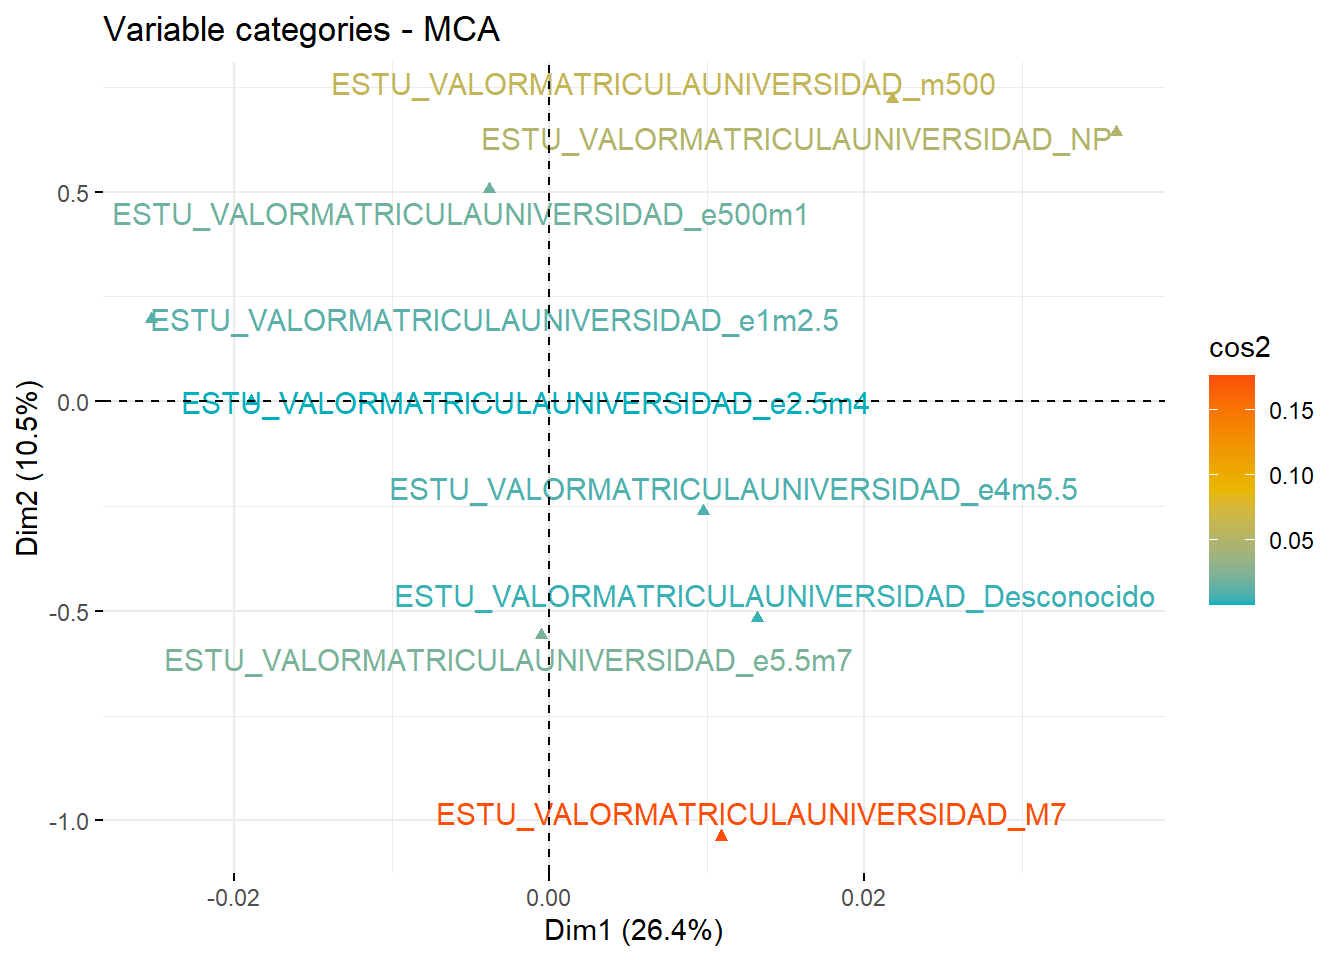 Variable categories - MCA
ESTU_VALORMATRICULAUNIVERSIDAD_m500
ESTU_VALORMATRICULAUNIVERSIDAD_NP
0.5
ESTU_VALORMATRICULAUNIVERSIDAD_e500m1
ESTU_VALORMATRICULAUNIVERSIDAD_e1m2.5
0.0
ESTU_VALORMATRICULAUNIVERSIDAD_e2.5m4
ESTU_VALORMATRICULAUNIVERSIDAD_e4m5.5
ESTU_VALORMATRICULAUNIVERSIDAD_Desconocido
-0.5
ESTU_VALORMATRICULAUNIVERSIDAD_e5.5m7
ESTU_VALORMATRICULAUNIVERSIDAD_M7
-1.0
Dim2 (10.5%)
-0.02 0.00 0.02
Dim1 (26.4%)
cos2
0.15
0.10
0.05